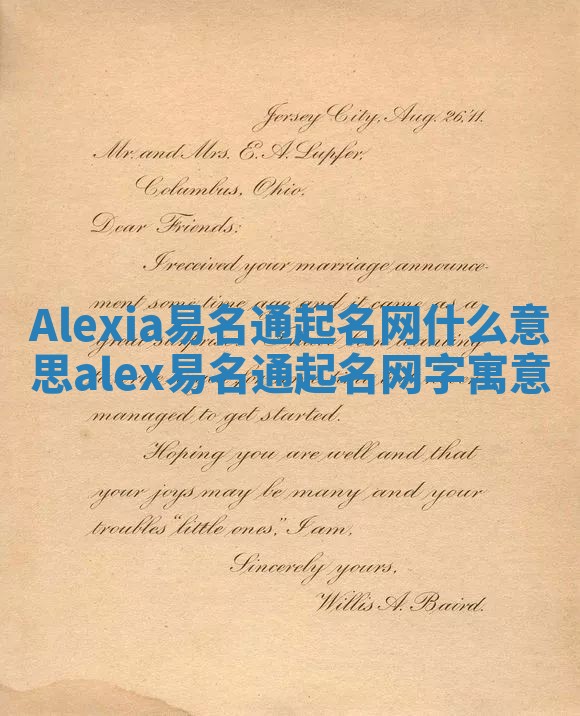 Jersey City, Aug. 26,'11.
Mr. and Mrs. E. A. Lupfer,
Columbus, Ohio.
Dear Friends:
I received your marriage announce-
ment some time ago and it came as a
Alexia易名通起名网什么意
思alex易名通起名网字寓意
managed to get started.
Hoping you are well and that
your joys may be many and your
troubles "little ones," I am,
Sincerely yours,
Willis A. Baird.